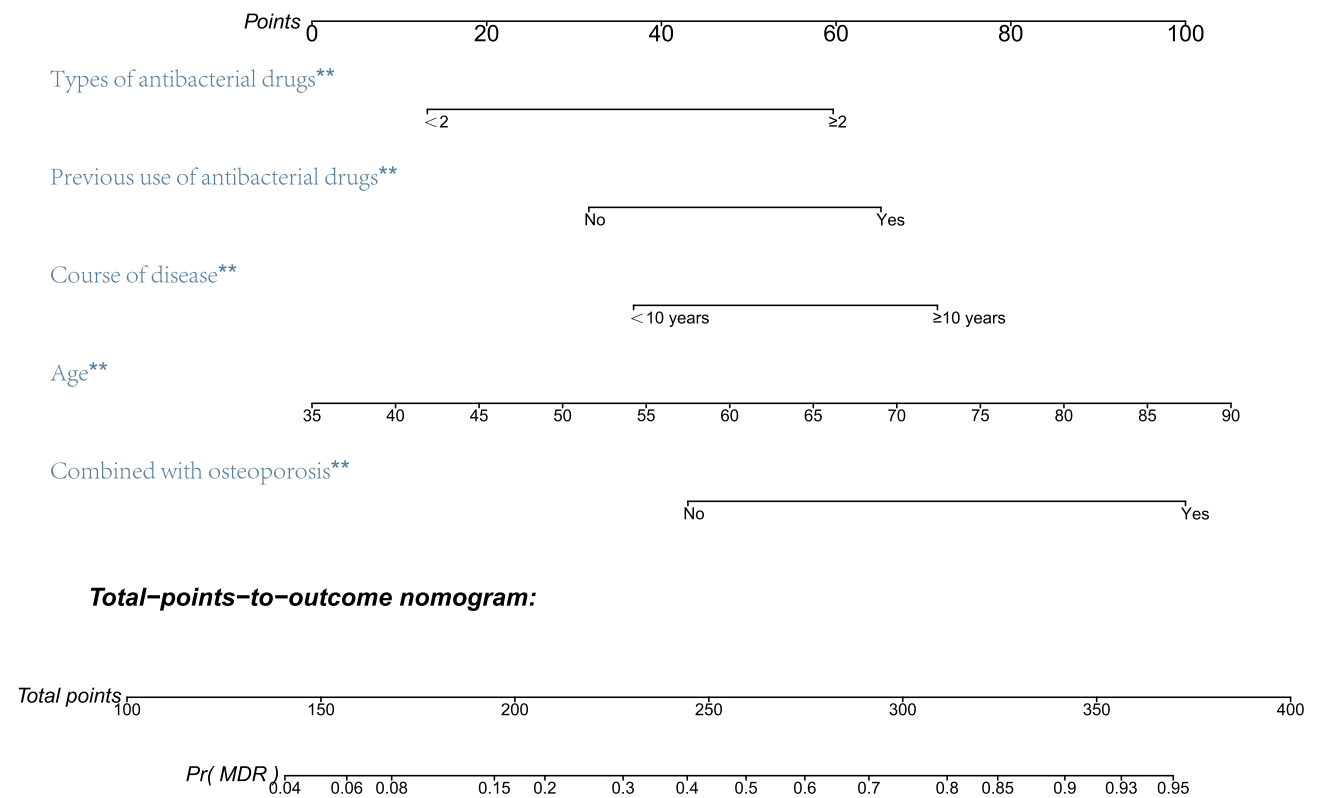 Points
0 20 40 60 80 100
Types of antibacterial drugs**
<2 ≥2
Previous use of antibacterial drugs**
No Yes
Course of disease**
<10 years ≥10 years
Age**
35 40 45 50 55 60 65 70 75 80 85 90
Combined with osteoporosis**
No Yes
Total−points−to−outcome nomogram:
Total points
100 150 200 250 300 350 400
Pr( MDR )
0.04 0.06 0.08 0.15 0.2 0.3 0.4 0.5 0.6 0.7 0.8 0.85 0.9 0.93 0.95